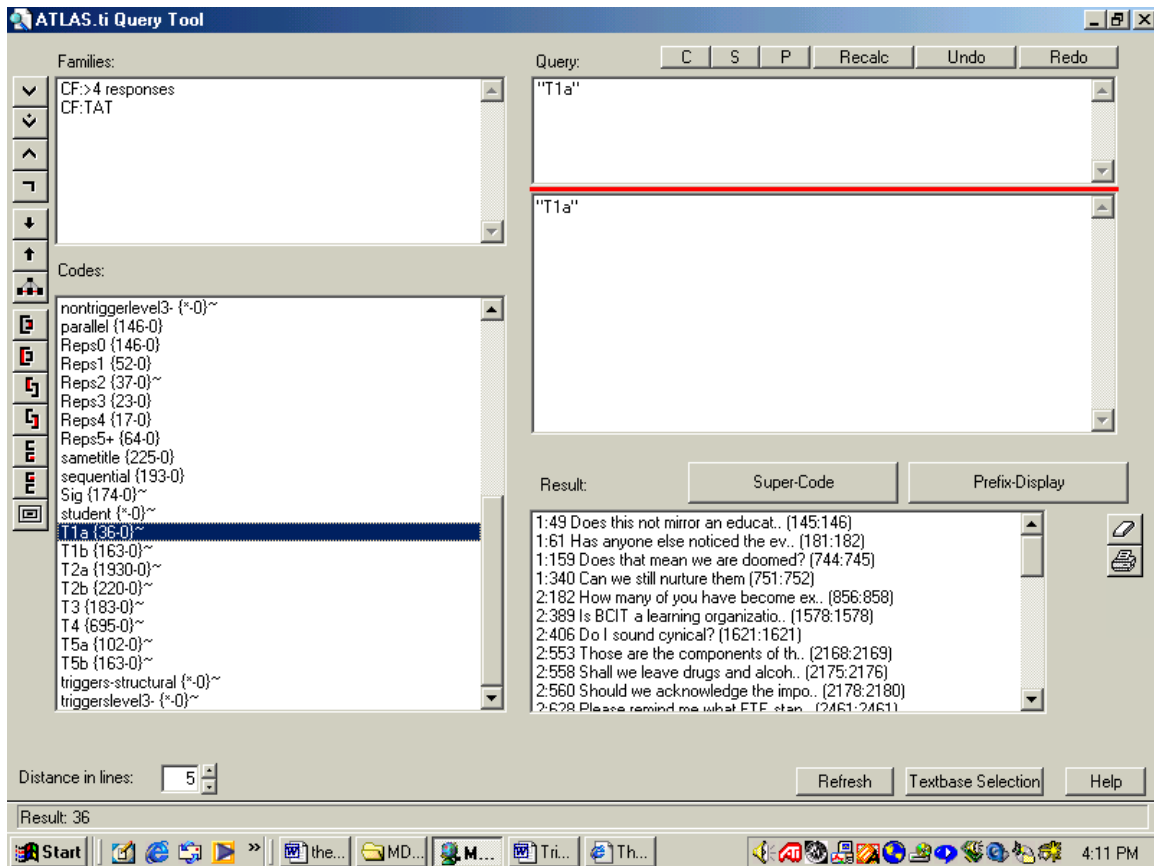 ATLAS.ti Query Tool
Families:
CF:>4 responses
CF:TAT
Codes:
nontriggerlevel3- {*-0}~
parallel {146-0}
Reps0 {146-0}
Reps1 {52-0}
Reps2 {37-0}~
Reps3 {23-0}
Reps4 {17-0}
Reps5+ {64-0}
sametitle {225-0}
sequential {193-0}
Sig {174-0}~
student {*-0}~
T1a {36-0}~
T1b {163-0}~
T2a {1930-0}~
T2b {220-0}~
T3 {183-0}~
T4 {695-0}~
T5a {102-0}~
T5b {163-0}~
triggers-structural {*-0}~
triggerslevel3- {*-0}~
Query:
C S P Recalc Undo Redo
"T1a"
"T1a"
Result:
Super-Code
Prefix-Display
1:49 Does this not mirror an educat.. (145:146)
1:61 Has anyone else noticed the ev.. (181:182)
1:159 Does that mean we are doomed? (744:745)
1:340 Can we still nurture them (751:752)
2:182 How many of you have become ex.. (856:858)
2:389 Is BCIT a learning organizatio.. (1578:1578)
2:406 Do I sound cynical? (1621:1621)
2:553 Those are the components of th.. (2168:2169)
2:558 Shall we leave drugs and alcoh.. (2175:2176)
2:560 Should we acknowledge the impo.. (2178:2180)
2:628 Please remind me what FTE stan.. (2461:2461)
Distance in lines: 5
Refresh Textbase Selection Help
Result: 36
Start » the... MD... M... Tri... Th... 4:11 PM